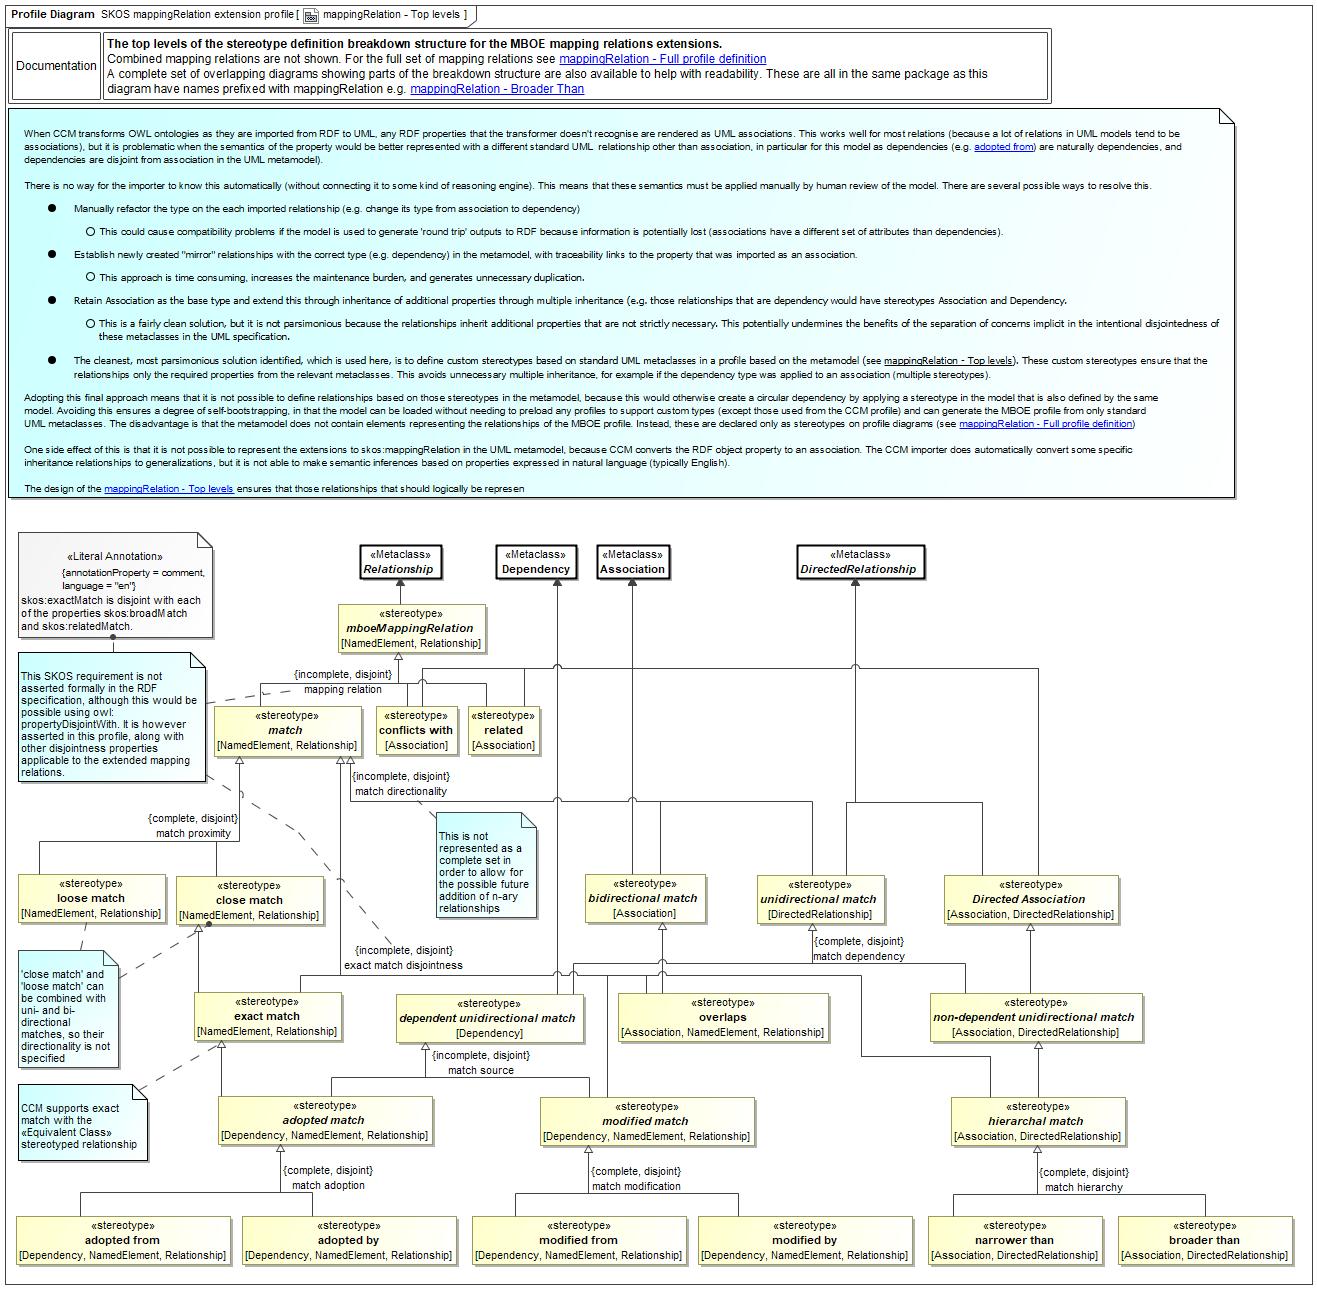 Profile Diagram SKOS mappingRelation extension profile [ mappingRelation - Top levels ]
Documentation
The top levels of the stereotype definition breakdown structure for the MBOE mapping relations extensions.
Combined mapping relations are not shown. For the full set of mapping relations see mappingRelation - Full profile definition
A complete set of overlapping diagrams showing parts of the breakdown structure are also available to help with readability. These are all in the same package as this
diagram have names prefixed with mappingRelation e.g. mappingRelation - Broader Than
When CCM transforms OWL ontologies as they are imported from RDF to UML, any RDF properties that the transformer doesn't recognise are rendered as UML associations. This works well for most relations (because a lot of relations in UML models tend to be
associations), but it is problematic when the semantics of the property would be better represented with a different standard UML relationship other than association, in particular for this model as dependencies (e.g. adopted from) are naturally dependencies, and
dependencies are disjoint from association in the UML metamodel).
There is no way for the importer to know this automatically (without connecting it to some kind of reasoning engine). This means that these semantics must be applied manually by human review of the model. There are several possible ways to resolve this.
Manually refactor the type on the each imported relationship (e.g. change its type from association to dependency)
This could cause compatibility problems if the model is used to generate 'round trip' outputs to RDF because information is potentially lost (associations have a different set of attributes than dependencies).
Establish newly created "mirror" relationships with the correct type (e.g. dependency) in the metamodel, with traceability links to the property that was imported as an association.
This approach is time consuming, increases the maintenance burden, and generates unnecessary duplication.
Retain Association as the base type and extend this through inheritance of additional properties through multiple inheritance (e.g. those relationships that are dependency would have stereotypes Association and Dependency.
This is a fairly clean solution, but it is not parsimonious because the relationships inherit additional properties that are not strictly necessary. This potentially undermines the benefits of the separation of concerns implicit in the intentional disjointedness of
these metaclasses in the UML specification.
The cleanest, most parsimonious solution identified, which is used here, is to define custom stereotypes based on standard UML metaclasses in a profile based on the metamodel (see mappingRelation - Top levels). These custom stereotypes ensure that the
relationships only the required properties from the relevant metaclasses. This avoids unnecessary multiple inheritance, for example if the dependency type was applied to an association (multiple stereotypes).
Adopting this final approach means that it is not possible to define relationships based on those stereotypes in the metamodel, because this would otherwise create a circular dependency by applying a stereotype in the model that is also defined by the same
model. Avoiding this ensures a degree of self-bootstrapping, in that the model can be loaded without needing to preload any profiles to support custom types (except those used from the CCM profile) and can generate the MBOE profile from only standard
UML metaclasses. The disadvantage is that the metamodel does not contain elements representing the relationships of the MBOE profile. Instead, these are declared only as stereotypes on profile diagrams (see mappingRelation - Full profile definition)
One side effect of this is that it is not possible to represent the extensions to skos:mappingRelation in the UML metamodel, because CCM converts the RDF object property to an association. The CCM importer does automatically convert some specific
inheritance relationships to generalizations, but it is not able to make semantic inferences based on properties expressed in natural language (typically English).
The design of the mappingRelation - Top levels ensures that those relationships that should logically be represen
«Literal Annotation»
{annotationProperty = comment,
language = "en"}
skos:exactMatch is disjoint with each
of the properties skos:broadMatch
and skos:relatedMatch.
«Metaclass»
Relationship
«Metaclass»
Dependency
«Metaclass»
Association
«Metaclass»
DirectedRelationship
«stereotype»
mboeMappingRelation
[NamedElement, Relationship]
This SKOS requirement is not
asserted formally in the RDF
specification, although this would be
possible using owl:
propertyDisjointWith. It is however
asserted in this profile, along with
other disjointness properties
applicable to the extended mapping
relations.
{incomplete, disjoint}
mapping relation
«stereotype»
match
[NamedElement, Relationship]
«stereotype»
conflicts with
[Association]
«stereotype»
related
[Association]
{incomplete, disjoint}
match directionality
{complete, disjoint}
match proximity
This is not
represented as a
complete set in
order to allow for
the possible future
addition of n-ary
relationships
«stereotype»
loose match
[NamedElement, Relationship]
«stereotype»
close match
[NamedElement, Relationship]
«stereotype»
bidirectional match
[Association]
«stereotype»
unidirectional match
[DirectedRelationship]
«stereotype»
Directed Association
[Association, DirectedRelationship]
{incomplete, disjoint}
exact match disjointness
{complete, disjoint}
match dependency
'close match' and
'loose match' can
be combined with
uni- and bi-
directional
matches, so their
directionality is not
specified
«stereotype»
exact match
[NamedElement, Relationship]
«stereotype»
dependent unidirectional match
[Dependency]
«stereotype»
overlaps
[Association, NamedElement, Relationship]
«stereotype»
non-dependent unidirectional match
[Association, DirectedRelationship]
{incomplete, disjoint}
match source
CCM supports exact
match with the
«Equivalent Class»
stereotyped relationship
«stereotype»
adopted match
[Dependency, NamedElement, Relationship]
«stereotype»
modified match
[Dependency, NamedElement, Relationship]
«stereotype»
hierarchal match
[Association, DirectedRelationship]
{complete, disjoint}
match adoption
{complete, disjoint}
match modification
{complete, disjoint}
match hierarchy
«stereotype»
adopted from
[Dependency, NamedElement, Relationship]
«stereotype»
adopted by
[Dependency, NamedElement, Relationship]
«stereotype»
modified from
[Dependency, NamedElement, Relationship]
«stereotype»
modified by
[Dependency, NamedElement, Relationship]
«stereotype»
narrower than
[Association, DirectedRelationship]
«stereotype»
broader than
[Association, DirectedRelationship]